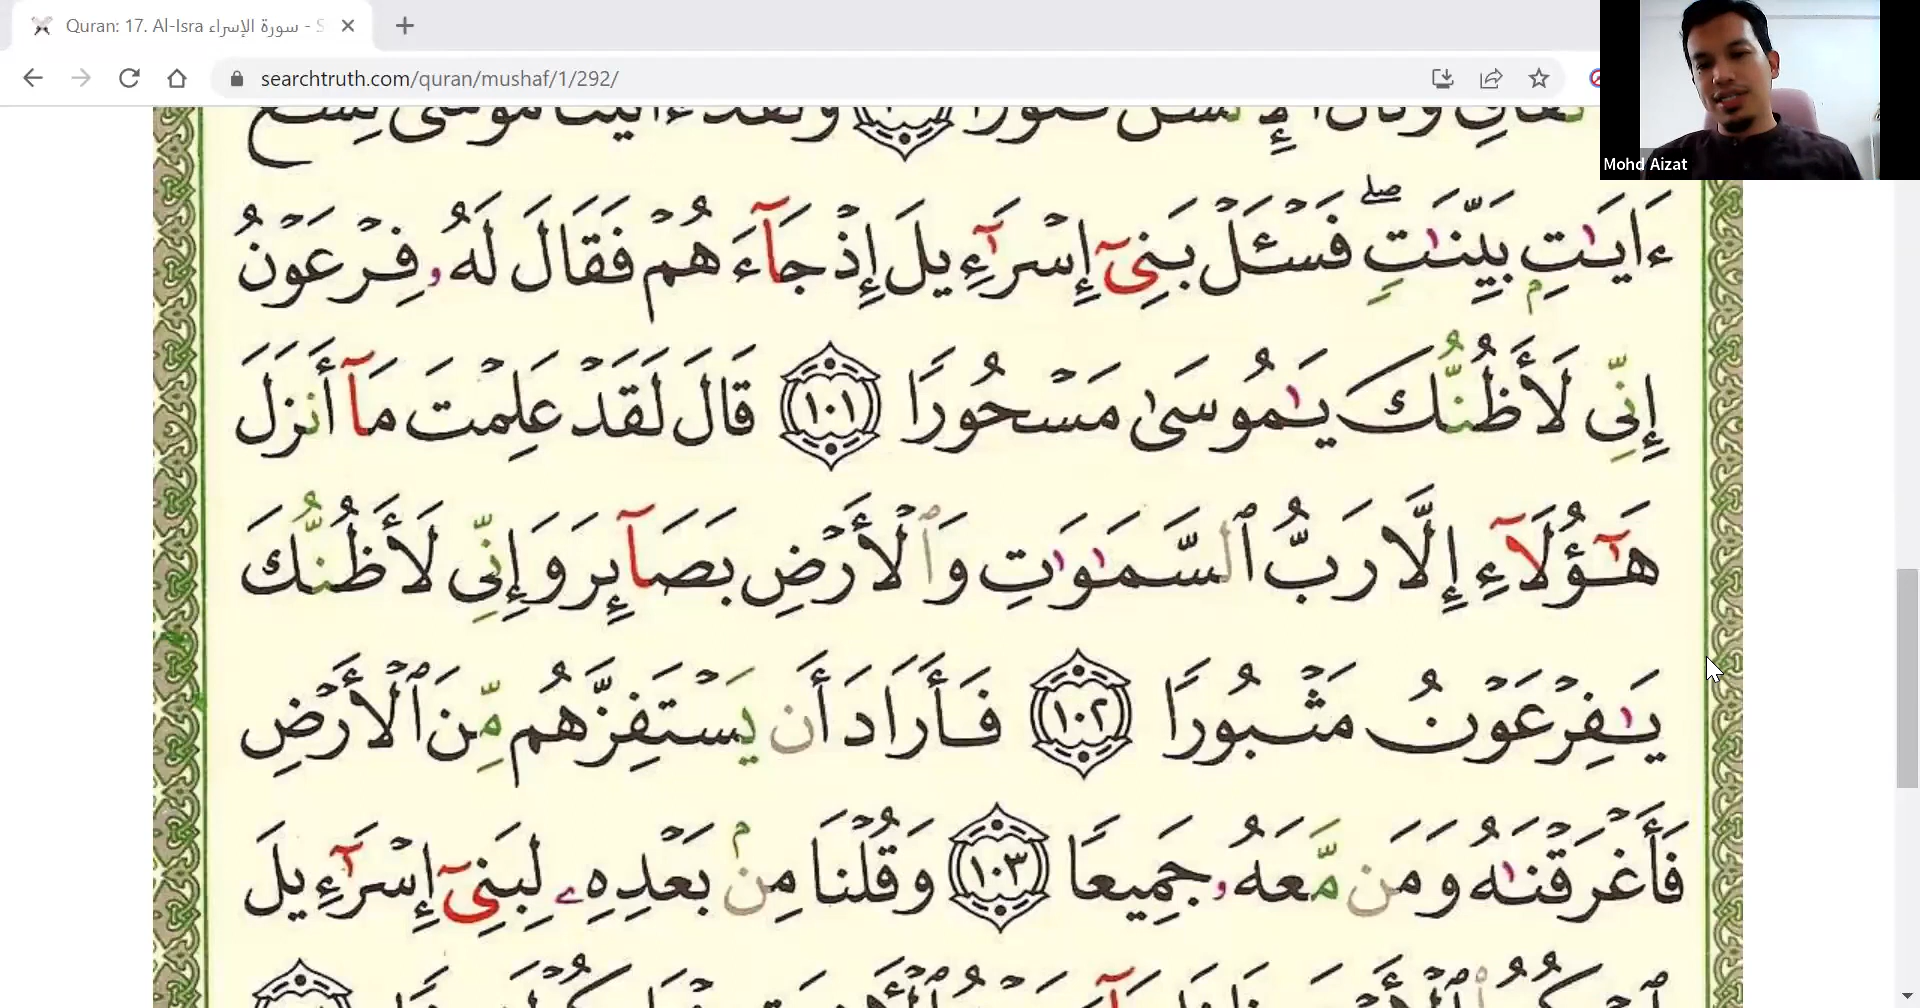 Quran: 17. Al-Isra سورة الإسراء - S
searchtruth.com/quran/mushaf/1/292/
Mohd Aizat
ءَايَـٰتِۭ بَيِّنَـٰتٍۖ فَسْـَٔلْ بَنِىٓ إِسْرَٰٓءِيلَ إِذْ جَآءَهُمْ فَقَالَ لَهُۥ فِرْعَوْنُ
إِنِّى لَأَظُنُّكَ يَـٰمُوسَىٰ مَسْحُورًا ١٠١ قَالَ لَقَدْ عَلِمْتَ مَآ أَنزَلَ
هَـٰٓؤُلَآءِ إِلَّا رَبُّ ٱلسَّمَـٰوَٰتِ وَٱلْأَرْضِ بَصَآئِرَ وَإِنِّى لَأَظُنُّكَ
يَـٰفِرْعَوْنُ مَثْبُورًا ١٠٢ فَأَرَادَ أَن يَسْتَفِزَّهُم مِّنَ ٱلْأَرْضِ
فَأَغْرَقْنَـٰهُ وَمَن مَّعَهُۥ جَمِيعًا ١٠٣ وَقُلْنَا مِنۢ بَعْدِهِۦ لِبَنِىٓ إِسْرَٰٓءِيلَ